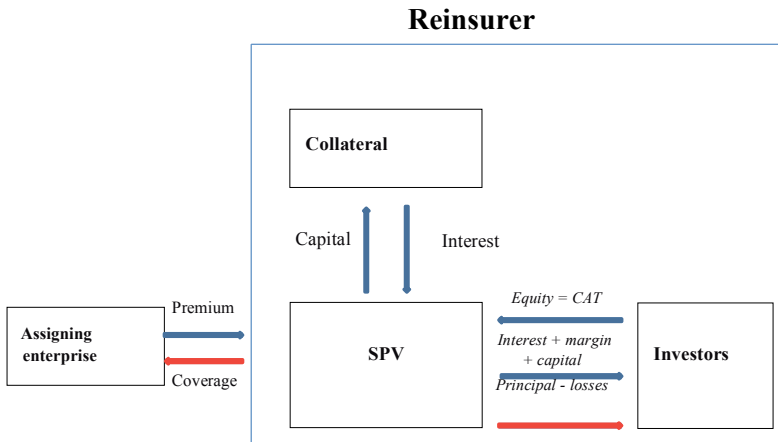 Reinsurer
Collateral
Capital
Interest
Premium
Assigning
enterprise
Coverage
SPV
Equity = CAT
Interest + margin
+ capital
Principal - losses
Investors